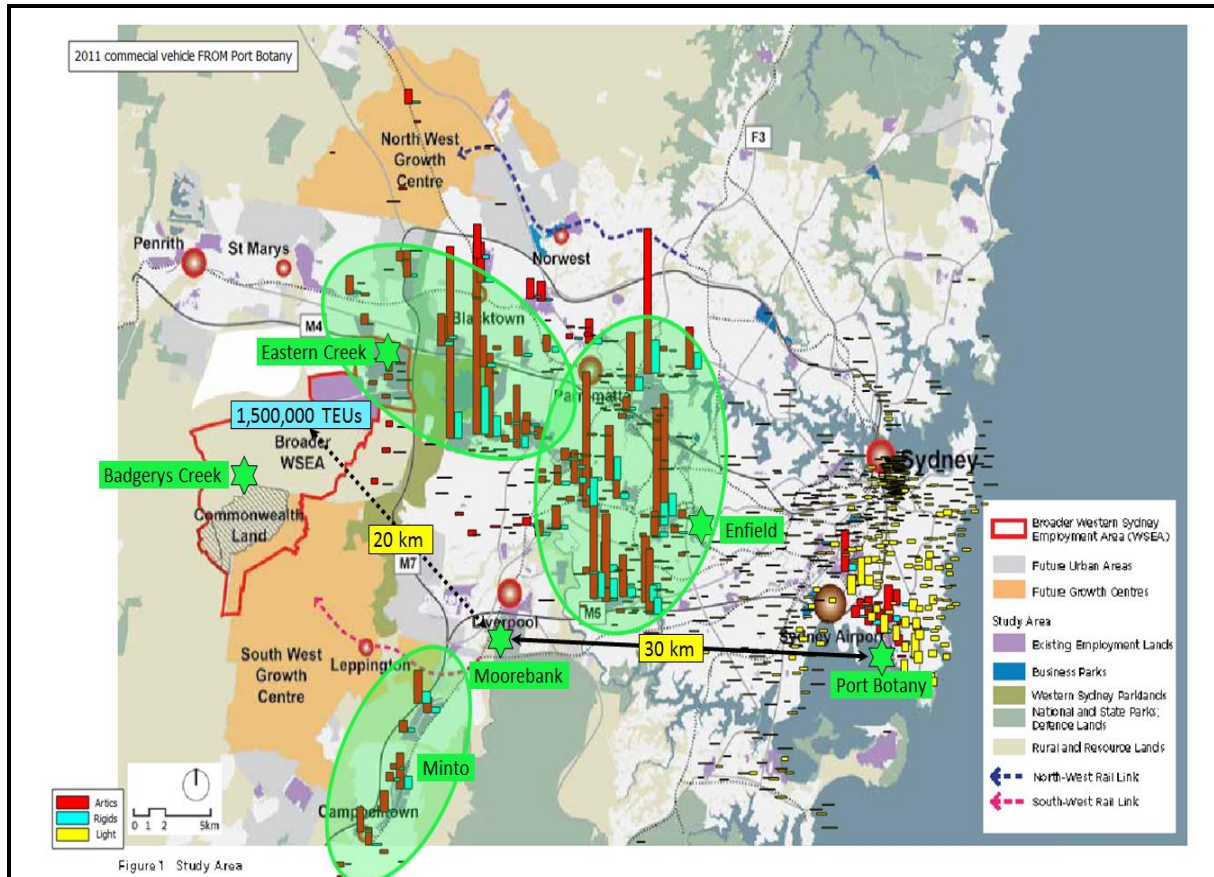 2011 commecial vehicle FROM Port Botany
North West
Growth
Centre
F3
Penrith
St Marys
Norwest
M4
Blacktown
Eastern Creek
Parramatta
1,500,000 TEUs
Broader
WSEA
Sydney
Badgerys Creek
Commonwealth
Land
Enfield
20 km
M7
M5
Liverpool
Sydney Airport
30 km
South West
Growth
Centre
Leppington
Moorebank
Port Botany
Minto
Campbelltown
Broader Western Sydney
Employment Area (WSEA)
Future Urban Areas
Future Growth Centres
Study Area
Existing Employment Lands
Business Parks
Western Sydney Parklands
National and State Parks;
Defence Lands
Rural and Resource Lands
North-West Rail Link
South-West Rail Link
Artics
Rigids
Light
0 1 2 5km
Figure 1 Study Area